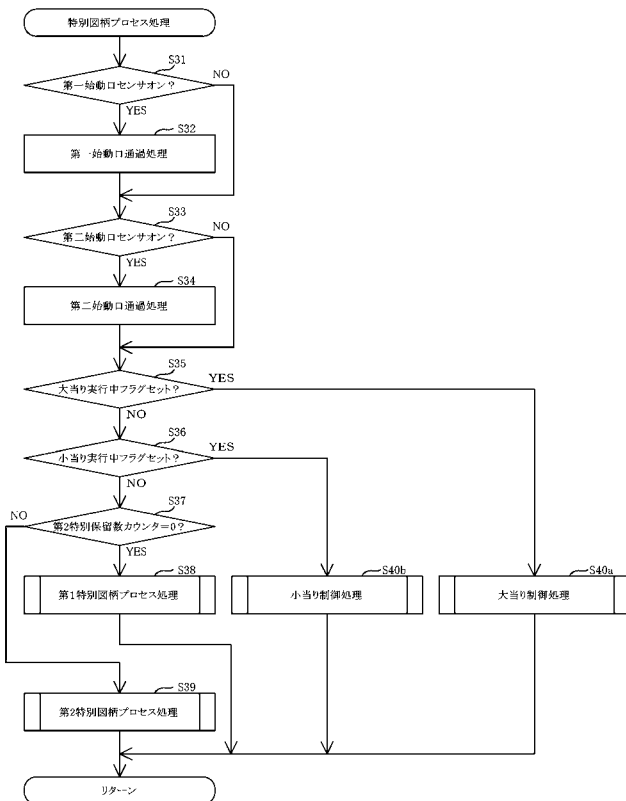 特別図柄プロセス処理
S31
第一始動口センサオン？
NO
YES
S32
第一始動口通過処理
S33
第二始動口センサオン？
NO
YES
S34
第二始動口通過処理
S35
大当り実行中フラグセット？
YES
NO
S36
小当り実行中フラグセット？
YES
NO
S37
第2特別保留数カウンタ=0？
NO
YES
S38
第1特別図柄プロセス処理
S40b
小当り制御処理
S40a
大当り制御処理
S39
第2特別図柄プロセス処理
リターン